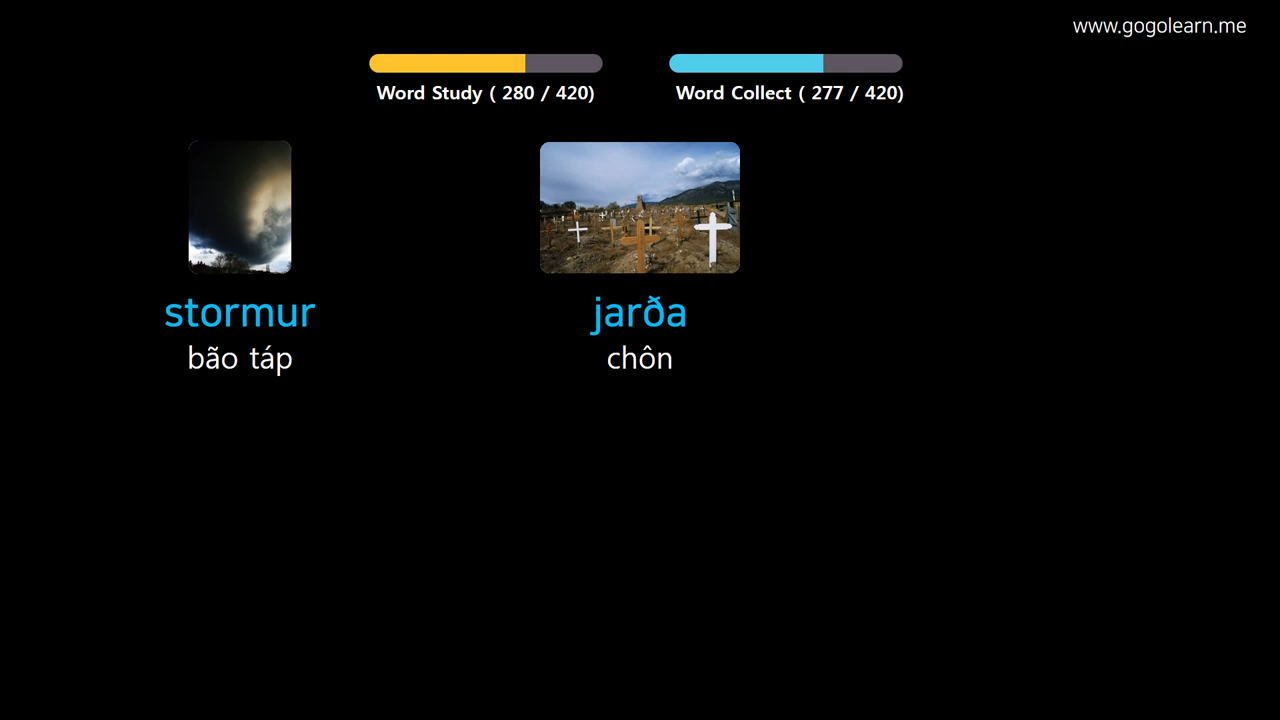 www.gogolearn.me
Word Study ( 280 / 420)
Word Collect ( 277 / 420)
stormur
bão táp
jarða
chôn